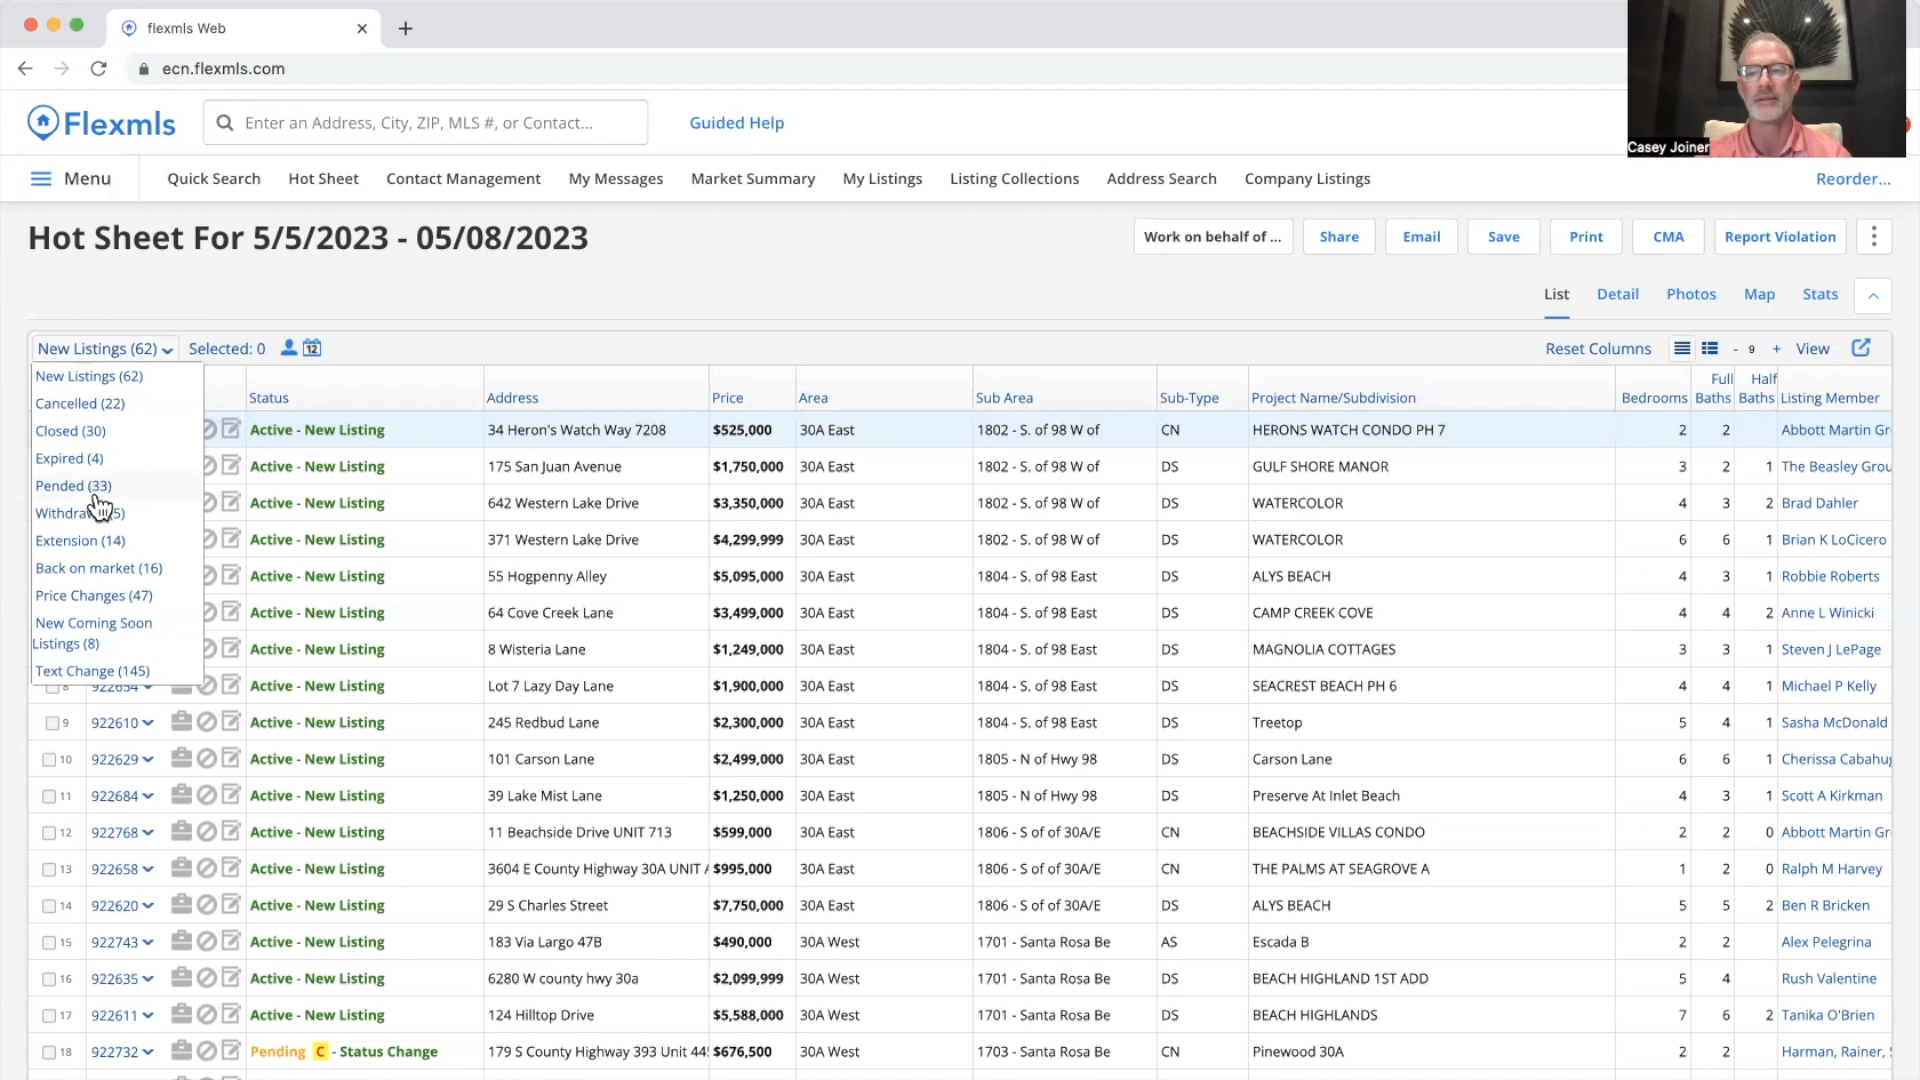 flexmls Web
ecn.flexmls.com
Casey Joiner
Flexmls
Enter an Address, City, ZIP, MLS #, or Contact...
Guided Help
Menu
Quick Search
Hot Sheet
Contact Management
My Messages
Market Summary
My Listings
Listing Collections
Address Search
Company Listings
Reorder...
Hot Sheet For 5/5/2023 - 05/08/2023
Work on behalf of ...
Share
Email
Save
Print
CMA
Report Violation
List
Detail
Photos
Map
Stats
New Listings (62)
Selected: 0
12
Reset Columns
- 9 +
View
New Listings (62)
Cancelled (22)
Closed (30)
Expired (4)
Pended (33)
5)
Extension (14)
Back on market (16)
Price Changes (47)
New Coming Soon
Listings (8)
Text Change (145)
Status Address Price Area Sub Area Sub-Type Project Name/Subdivision Bedrooms Full Baths Half Baths Listing Member
Active - New Listing 34 Heron's Watch Way 7208 $525,000 30A East 1802 - S. of 98 W of CN HERONS WATCH CONDO PH 7 2 2 Abbott Martin Gr
Active - New Listing 175 San Juan Avenue $1,750,000 30A East 1802 - S. of 98 W of DS GULF SHORE MANOR 3 2 1 The Beasley Grou
Active - New Listing 642 Western Lake Drive $3,350,000 30A East 1802 - S. of 98 W of DS WATERCOLOR 4 3 2 Brad Dahler
Active - New Listing 371 Western Lake Drive $4,299,999 30A East 1802 - S. of 98 W of DS WATERCOLOR 6 6 1 Brian K LoCicero
Active - New Listing 55 Hogpenny Alley $5,095,000 30A East 1804 - S. of 98 East DS ALYS BEACH 4 3 1 Robbie Roberts
Active - New Listing 64 Cove Creek Lane $3,499,000 30A East 1804 - S. of 98 East DS CAMP CREEK COVE 4 4 2 Anne L Winicki
Active - New Listing 8 Wisteria Lane $1,249,000 30A East 1804 - S. of 98 East DS MAGNOLIA COTTAGES 3 3 1 Steven J LePage
8 922654 Active - New Listing Lot 7 Lazy Day Lane $1,900,000 30A East 1804 - S. of 98 East DS SEACREST BEACH PH 6 4 4 1 Michael P Kelly
9 922610 Active - New Listing 245 Redbud Lane $2,300,000 30A East 1804 - S. of 98 East DS Treetop 5 4 1 Sasha McDonald
10 922629 Active - New Listing 101 Carson Lane $2,499,000 30A East 1805 - N of Hwy 98 DS Carson Lane 6 6 1 Cherissa Cabahug
11 922684 Active - New Listing 39 Lake Mist Lane $1,250,000 30A East 1805 - N of Hwy 98 DS Preserve At Inlet Beach 4 3 1 Scott A Kirkman
12 922768 Active - New Listing 11 Beachside Drive UNIT 713 $599,000 30A East 1806 - S of of 30A/E CN BEACHSIDE VILLAS CONDO 2 2 0 Abbott Martin Gr
13 922658 Active - New Listing 3604 E County Highway 30A UNIT $995,000 30A East 1806 - S of of 30A/E CN THE PALMS AT SEAGROVE A 1 2 0 Ralph M Harvey
14 922620 Active - New Listing 29 S Charles Street $7,750,000 30A East 1806 - S of of 30A/E DS ALYS BEACH 5 5 2 Ben R Bricken
15 922743 Active - New Listing 183 Via Largo 47B $490,000 30A West 1701 - Santa Rosa Be AS Escada B 2 2 Alex Pelegrina
16 922635 Active - New Listing 6280 W county hwy 30a $2,099,999 30A West 1701 - Santa Rosa Be DS BEACH HIGHLAND 1ST ADD 5 4 Rush Valentine
17 922611 Active - New Listing 124 Hilltop Drive $5,588,000 30A West 1701 - Santa Rosa Be DS BEACH HIGHLANDS 7 6 2 Tanika O'Brien
18 922732 Pending C - Status Change 179 S County Highway 393 Unit 44 $676,500 30A West 1703 - Santa Rosa Be CN Pinewood 30A 2 2 Harman, Rainer,